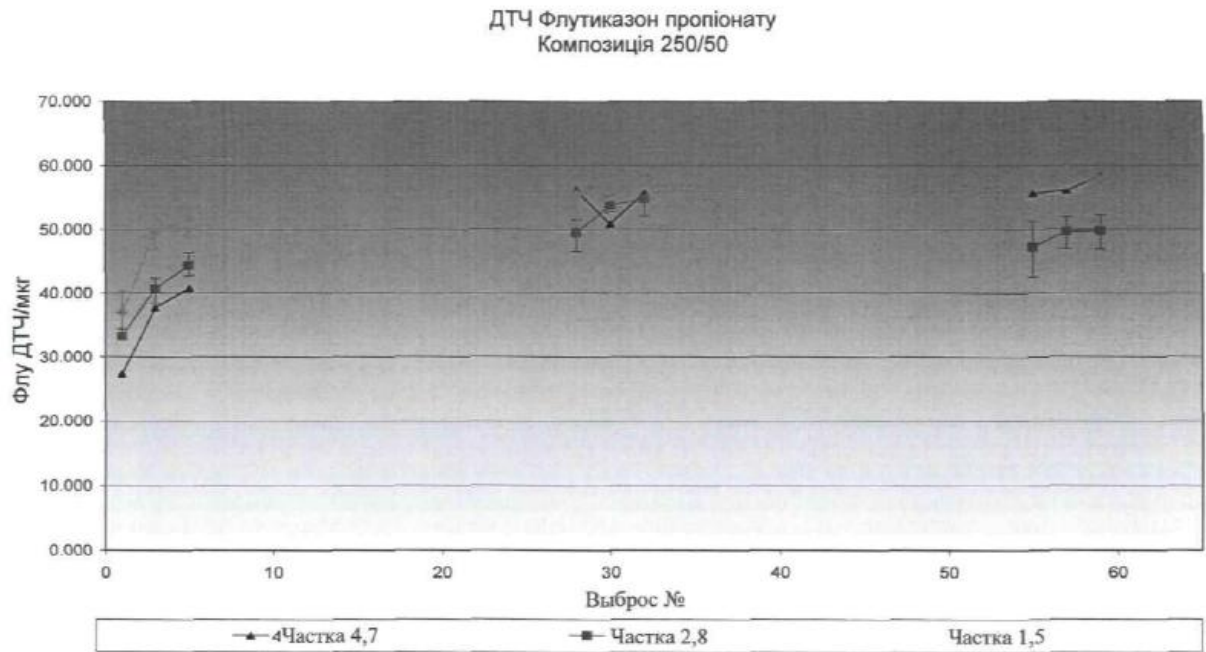 ДТЧ Флутиказон пропіонату
Композиція 250/50
Флу ДТЧ/мкг
70.000
60.000
50.000
40.000
30.000
20.000
10.000
0.000
0 10 20 30 40 50 60
Выброс №
4Частка 4,7 Частка 2,8 Частка 1,5